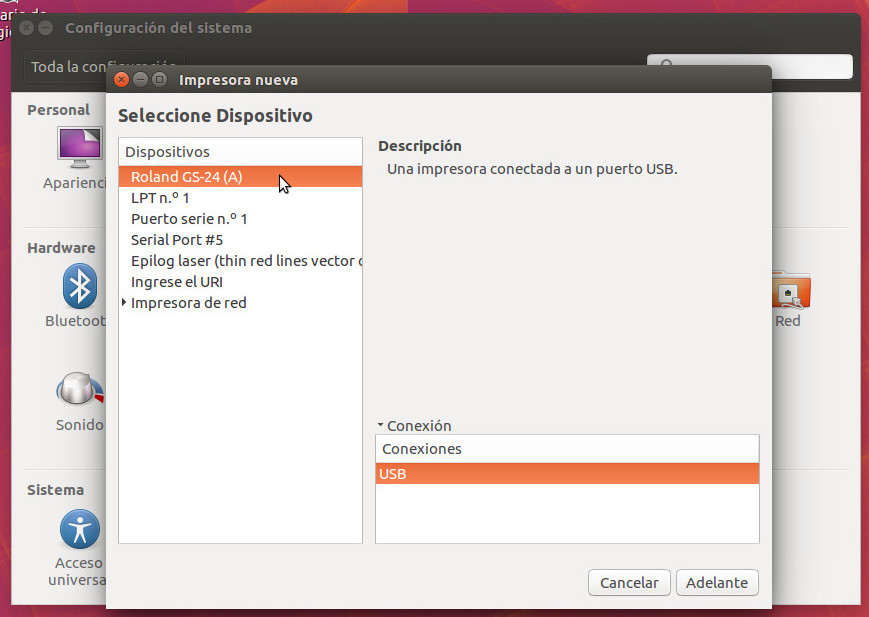 Configuración del sistema
Toda la configuración
Impresora nueva
Seleccione Dispositivo
Dispositivos
Roland GS-24 (A)
LPT n.º 1
Puerto serie n.º 1
Serial Port #5
Epilog laser (thin red lines vector c
Ingrese el URI
Impresora de red
Descripción
Una impresora conectada a un puerto USB.
Conexión
Conexiones
USB
Cancelar
Adelante
Personal
Aparienci
Hardware
Bluetoot
Red
Sonido
Sistema
Acceso
universa